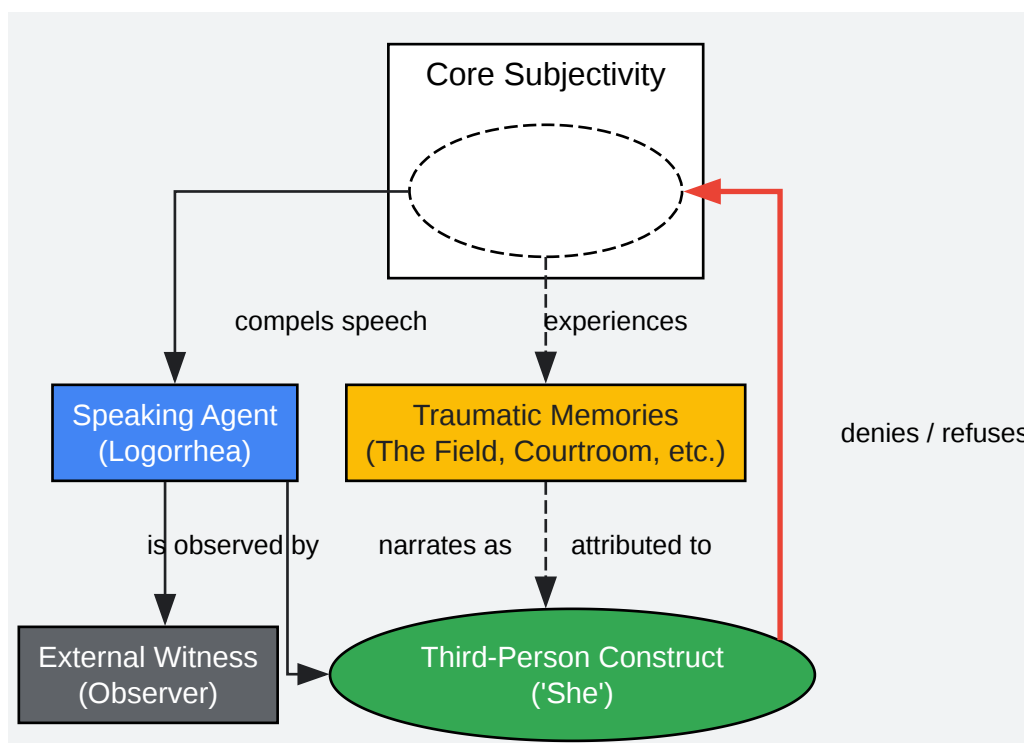 Core Subjectivity
compels speech
experiences
Speaking Agent
(Logorrhea)
Traumatic Memories
(The Field, Courtroom, etc.)
denies / refuses
is observed by
narrates as
attributed to
External Witness
(Observer)
Third-Person Construct
('She')